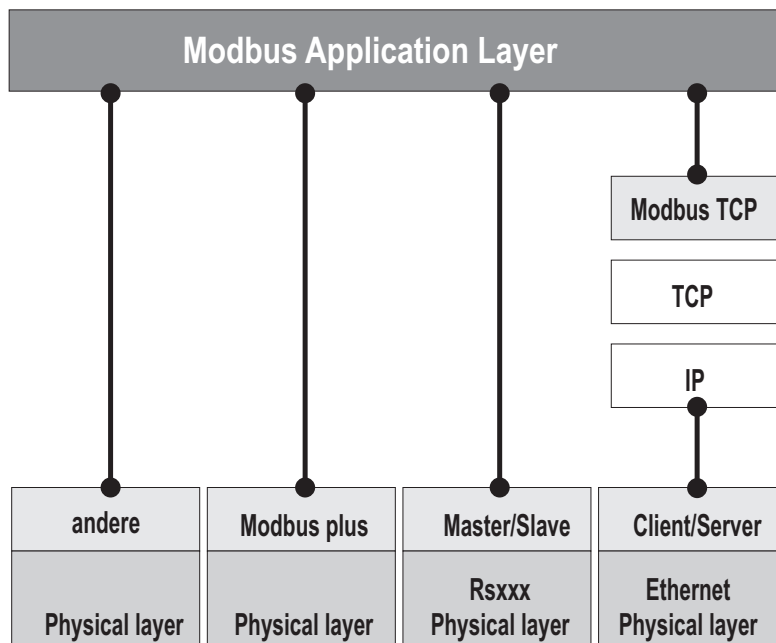 Modbus Application Layer
Modbus TCP
TCP
IP
andere
Modbus plus
Master/Slave
Client/Server
Physical layer
Physical layer
Rsxxx
Physical layer
Ethernet
Physical layer